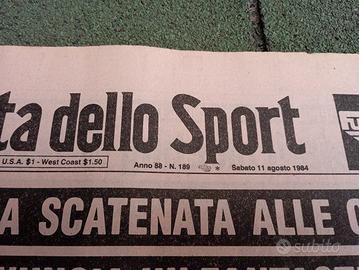 ta dello Sport
U.S.A. $1 - West Coast $1.50
Anno 88 - N. 189
Sabato 11 agosto 1984
A SCATENATA ALLE
subito